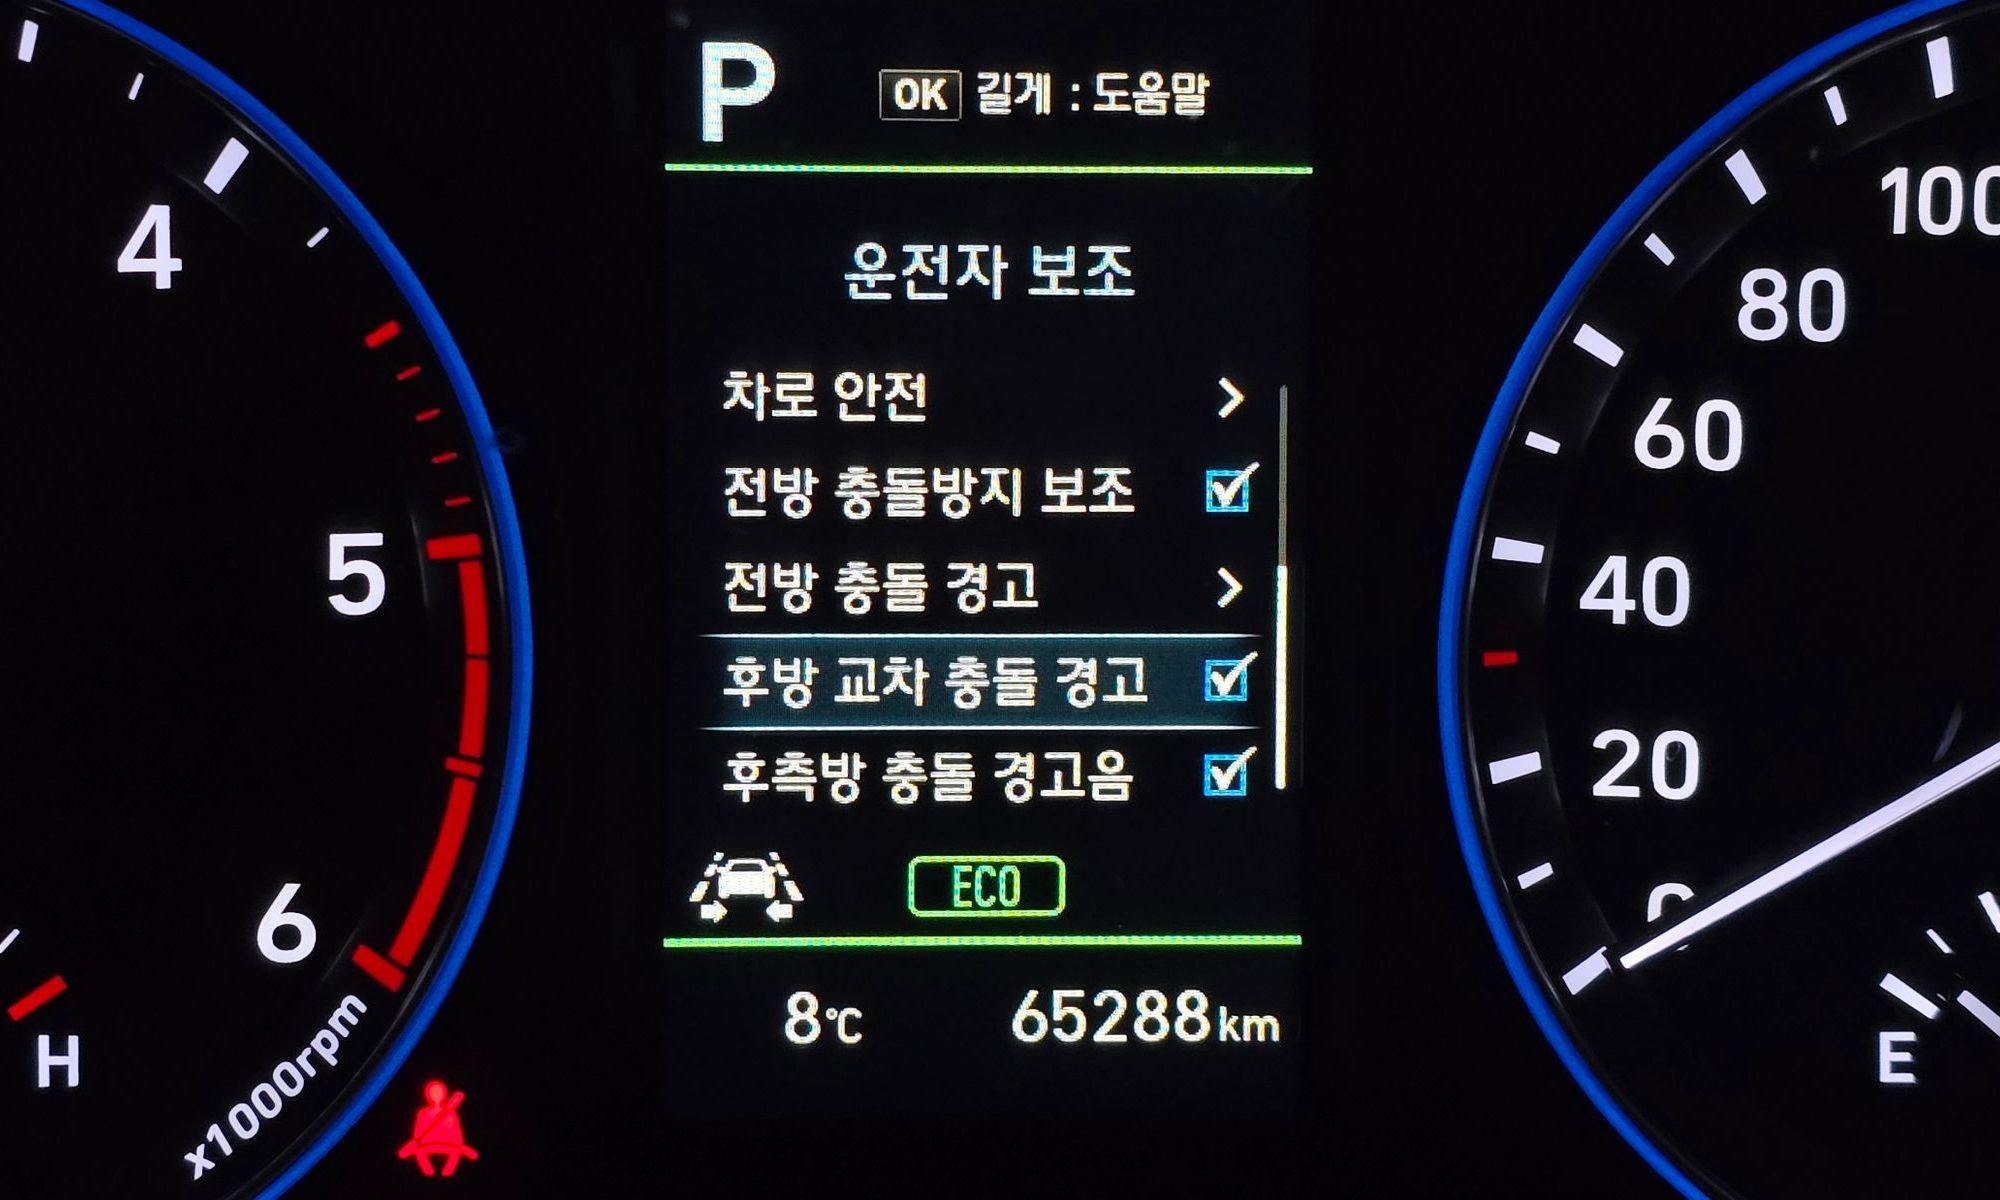 P
OK 길게 : 도움말
운전자 보조
차로 안전
전방 충돌방지 보조
전방 충돌 경고
후방 교차 충돌 경고
후측방 충돌 경고음
ECO
8℃ 65288km
4
5
6
x1000rpm
H
100
80
60
40
20
0
E